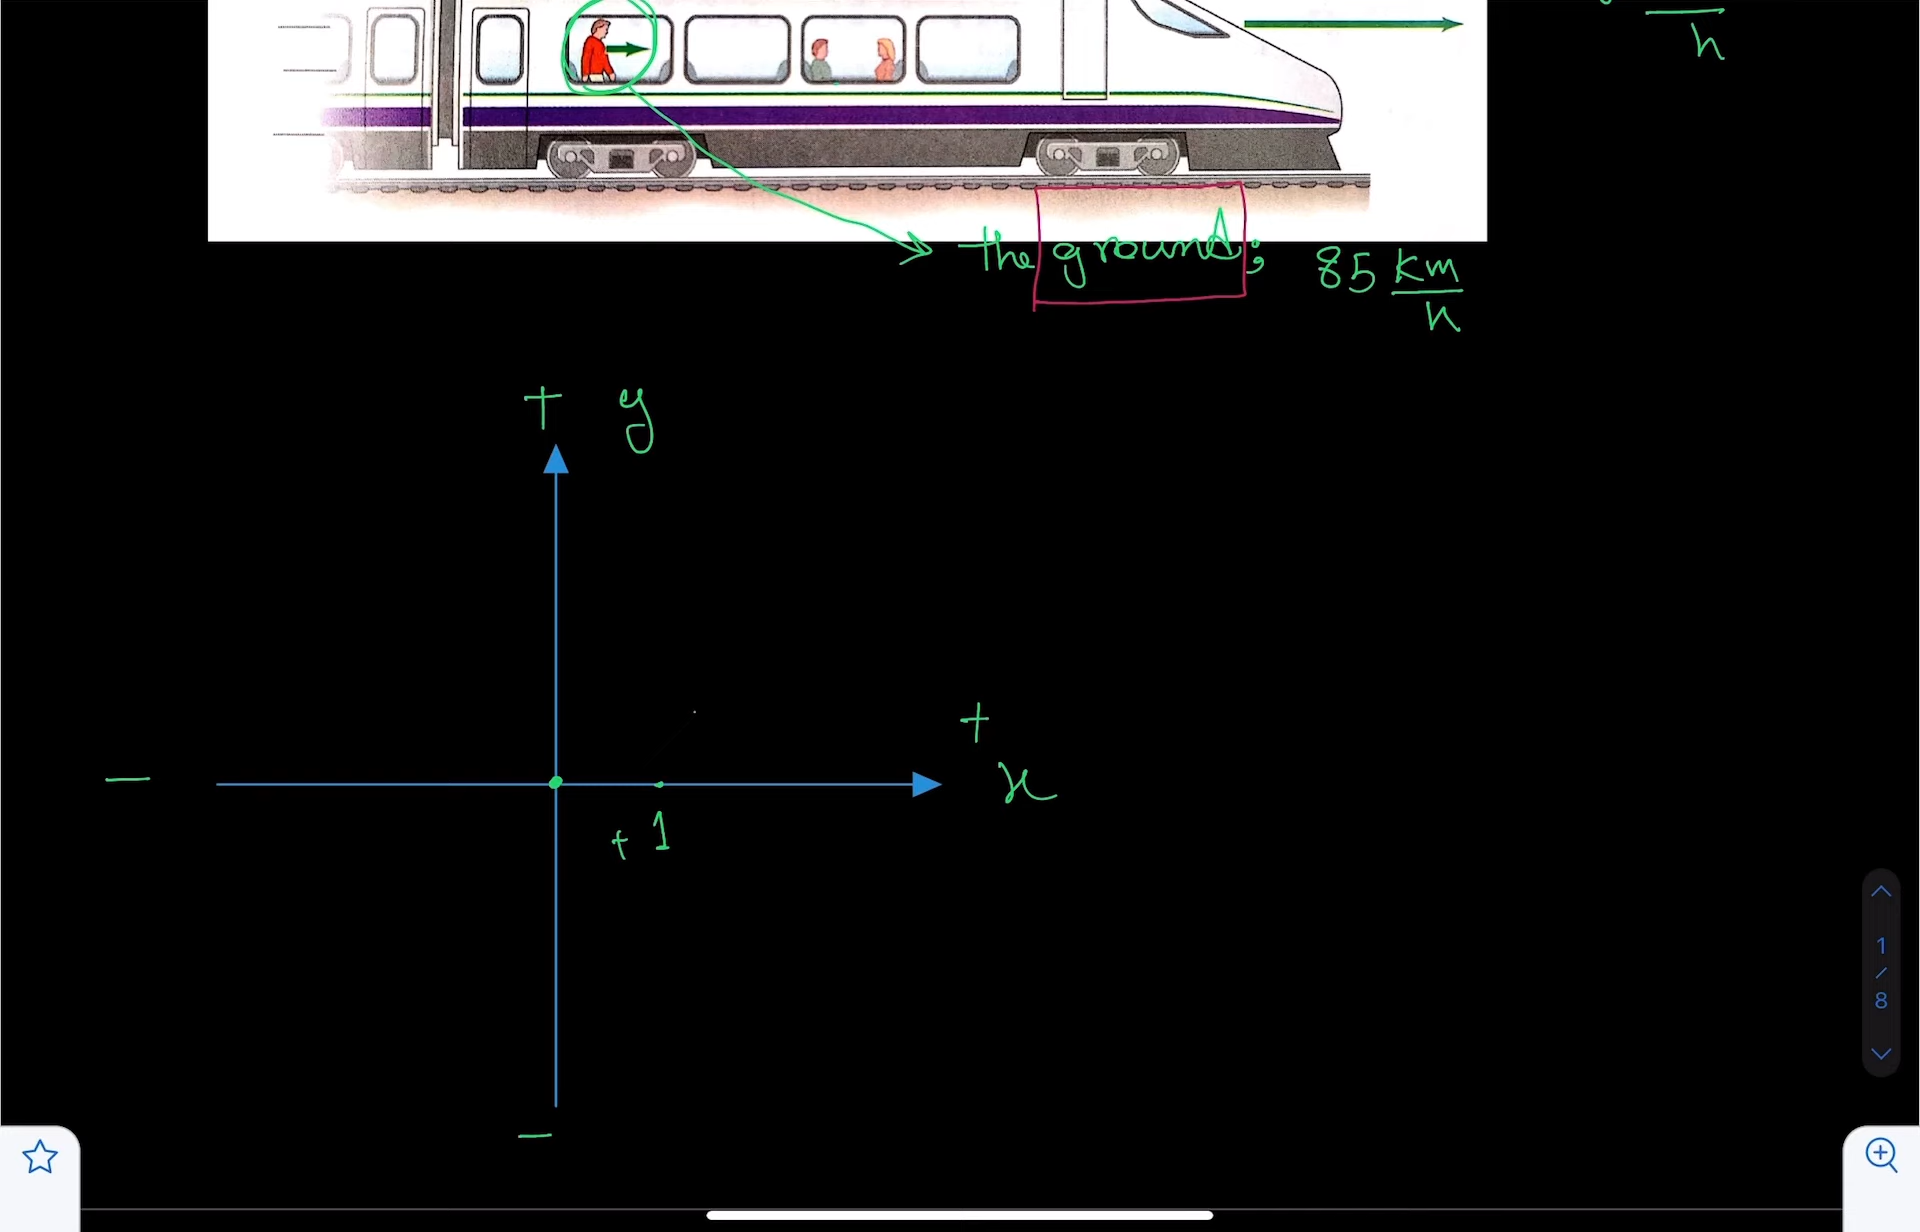 h
the ground; 85 km
h
+ y
+
— x
+ 1
—
1
/
8